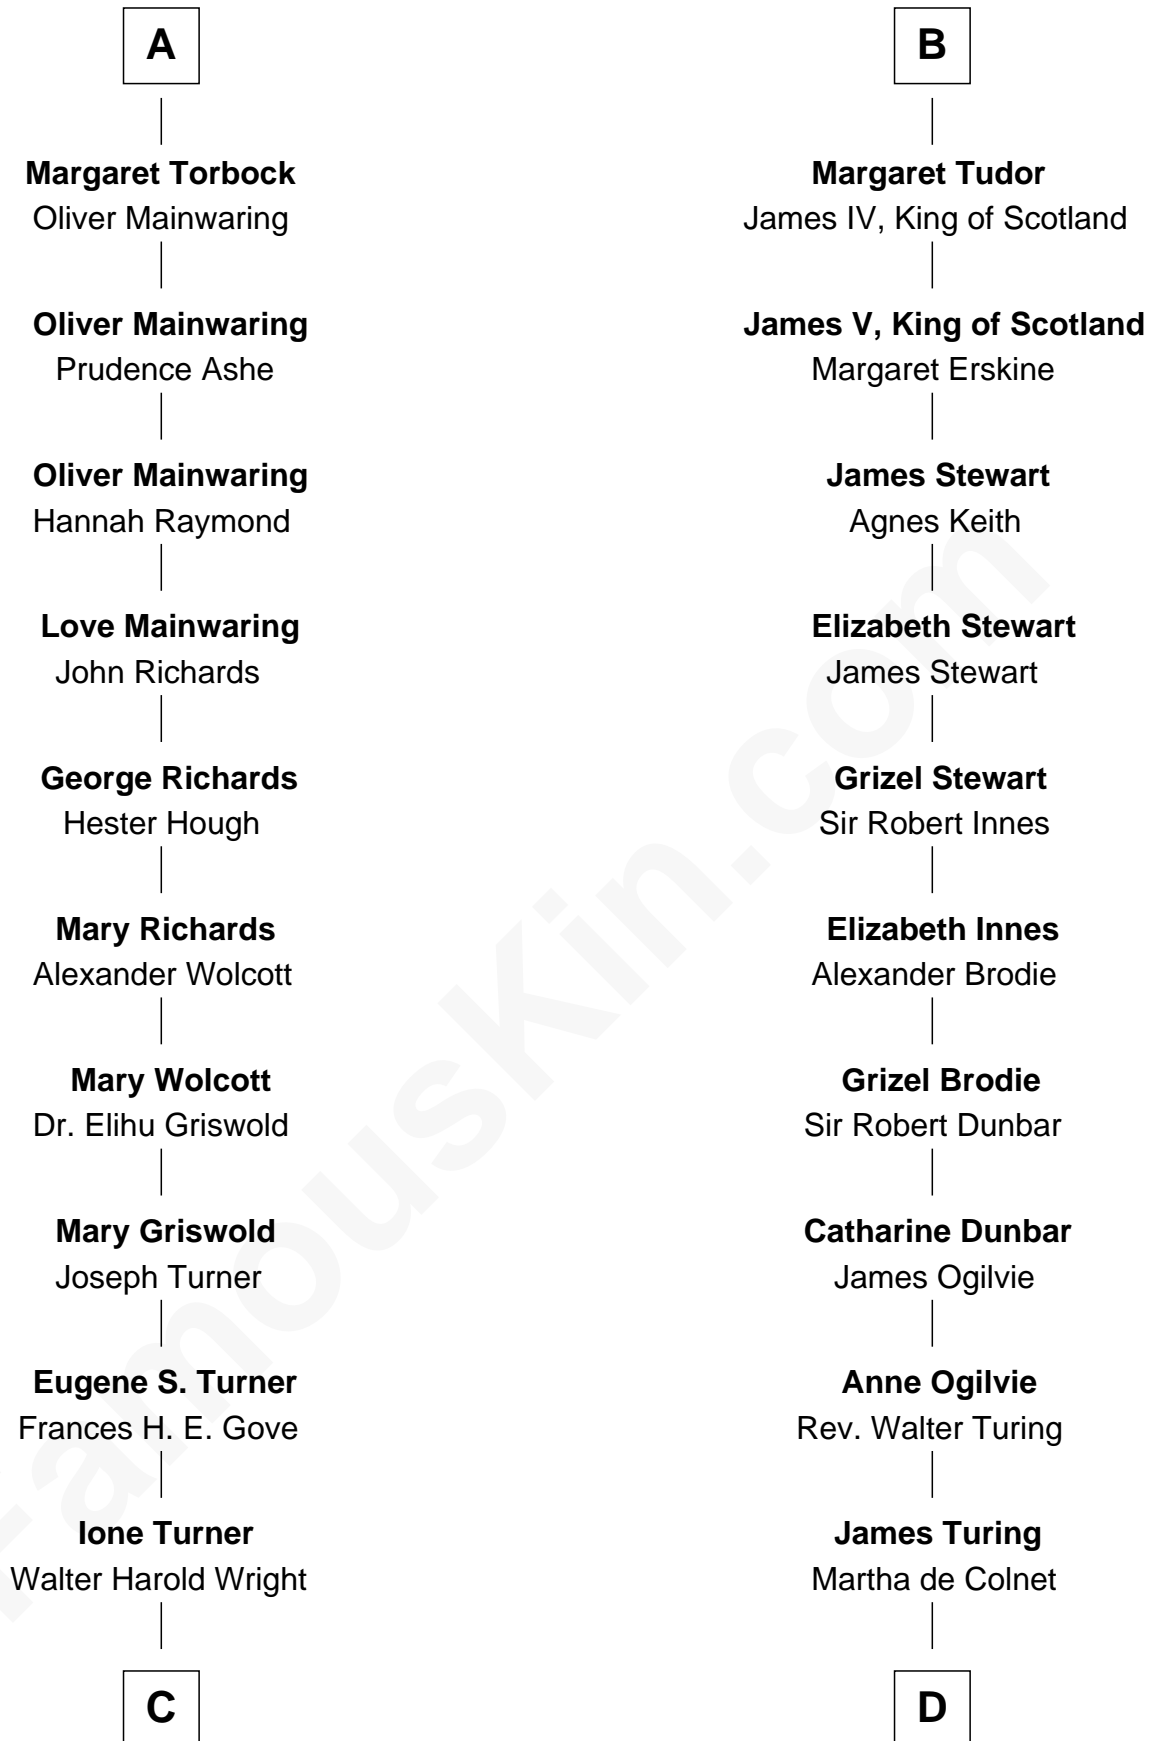 A
Margaret Torbock
Oliver Mainwaring
Oliver Mainwaring
Prudence Ashe
Oliver Mainwaring
Hannah Raymond
Love Mainwaring
John Richards
George Richards
Hester Hough
Mary Richards
Alexander Wolcott
Mary Wolcott
Dr. Elihu Griswold
Mary Griswold
Joseph Turner
Eugene S. Turner
Frances H. E. Gove
Ione Turner
Walter Harold Wright
C
B
Margaret Tudor
James IV, King of Scotland
James V, King of Scotland
Margaret Erskine
James Stewart
Agnes Keith
Elizabeth Stewart
James Stewart
Grizel Stewart
Sir Robert Innes
Elizabeth Innes
Alexander Brodie
Grizel Brodie
Sir Robert Dunbar
Catharine Dunbar
James Ogilvie
Anne Ogilvie
Rev. Walter Turing
James Turing
Martha de Colnet
D
FamousKin.com